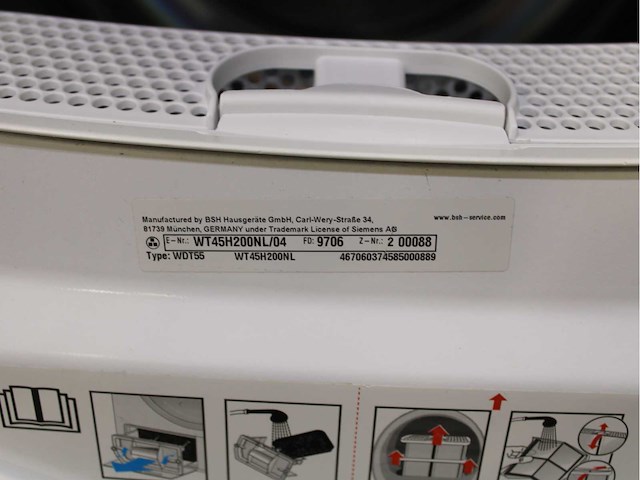 Manufactured by BSH Hausgeräte GmbH, Carl-Wery-Straße 34,
www.bsh-service.com
81739 München, GERMANY under Trademark License of Siemens AG
E-Nr.: WT45H200NL/04 FD: 9706 Z-Nr.: 2 00088
Type: WDT55 WT45H200NL 467060374585000889